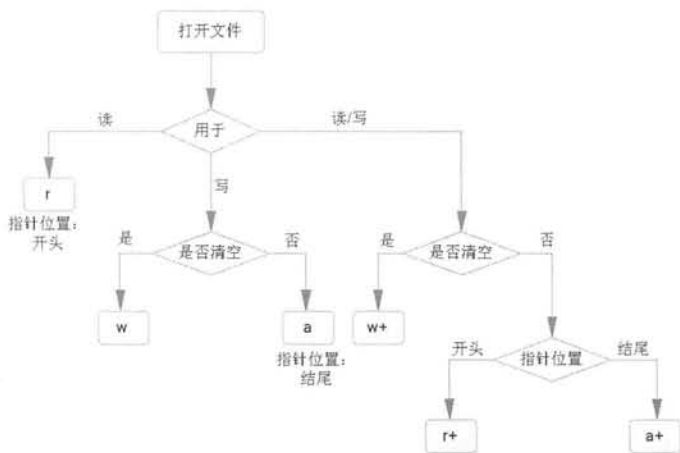 打开文件
读
用于
读/写
r
指针位置：
开头
写
是
是否清空
否
是
是否清空
否
w
a
指针位置：
结尾
w+
开头
指针位置
结尾
r+
a+